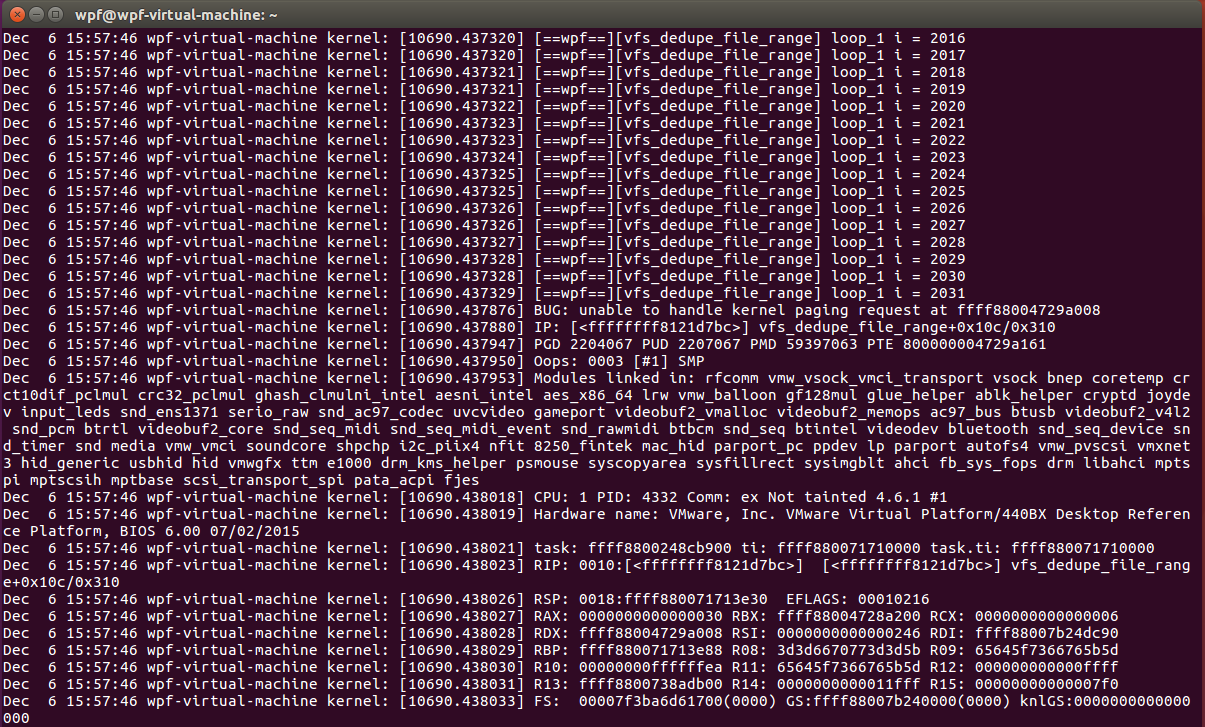 wpf@wpf-virtual-machine: ~
Dec  6 15:57:46 wpf-virtual-machine kernel: [10690.437320] [==wpf==][vfs_dedupe_file_range] loop_1 i = 2016
Dec  6 15:57:46 wpf-virtual-machine kernel: [10690.437320] [==wpf==][vfs_dedupe_file_range] loop_1 i = 2017
Dec  6 15:57:46 wpf-virtual-machine kernel: [10690.437321] [==wpf==][vfs_dedupe_file_range] loop_1 i = 2018
Dec  6 15:57:46 wpf-virtual-machine kernel: [10690.437321] [==wpf==][vfs_dedupe_file_range] loop_1 i = 2019
Dec  6 15:57:46 wpf-virtual-machine kernel: [10690.437322] [==wpf==][vfs_dedupe_file_range] loop_1 i = 2020
Dec  6 15:57:46 wpf-virtual-machine kernel: [10690.437323] [==wpf==][vfs_dedupe_file_range] loop_1 i = 2021
Dec  6 15:57:46 wpf-virtual-machine kernel: [10690.437323] [==wpf==][vfs_dedupe_file_range] loop_1 i = 2022
Dec  6 15:57:46 wpf-virtual-machine kernel: [10690.437324] [==wpf==][vfs_dedupe_file_range] loop_1 i = 2023
Dec  6 15:57:46 wpf-virtual-machine kernel: [10690.437325] [==wpf==][vfs_dedupe_file_range] loop_1 i = 2024
Dec  6 15:57:46 wpf-virtual-machine kernel: [10690.437325] [==wpf==][vfs_dedupe_file_range] loop_1 i = 2025
Dec  6 15:57:46 wpf-virtual-machine kernel: [10690.437326] [==wpf==][vfs_dedupe_file_range] loop_1 i = 2026
Dec  6 15:57:46 wpf-virtual-machine kernel: [10690.437326] [==wpf==][vfs_dedupe_file_range] loop_1 i = 2027
Dec  6 15:57:46 wpf-virtual-machine kernel: [10690.437327] [==wpf==][vfs_dedupe_file_range] loop_1 i = 2028
Dec  6 15:57:46 wpf-virtual-machine kernel: [10690.437328] [==wpf==][vfs_dedupe_file_range] loop_1 i = 2029
Dec  6 15:57:46 wpf-virtual-machine kernel: [10690.437328] [==wpf==][vfs_dedupe_file_range] loop_1 i = 2030
Dec  6 15:57:46 wpf-virtual-machine kernel: [10690.437329] [==wpf==][vfs_dedupe_file_range] loop_1 i = 2031
Dec  6 15:57:46 wpf-virtual-machine kernel: [10690.437876] BUG: unable to handle kernel paging request at ffff88004729a008
Dec  6 15:57:46 wpf-virtual-machine kernel: [10690.437880] IP: [<ffffffff8121d7bc>] vfs_dedupe_file_range+0x10c/0x310
Dec  6 15:57:46 wpf-virtual-machine kernel: [10690.437947] PGD 2204067 PUD 2207067 PMD 59397063 PTE 800000004729a161
Dec  6 15:57:46 wpf-virtual-machine kernel: [10690.437950] Oops: 0003 [#1] SMP
Dec  6 15:57:46 wpf-virtual-machine kernel: [10690.437953] Modules linked in: rfcomm vmw_vsock_vmci_transport vsock bnep coretemp cr
ct10dif_pclmul crc32_pclmul ghash_clmulni_intel aesni_intel aes_x86_64 lrw vmw_balloon gf128mul glue_helper ablk_helper cryptd joyde
v input_leds snd_ens1371 serio_raw snd_ac97_codec uvcvideo gameport videobuf2_vmalloc videobuf2_memops ac97_bus btusb videobuf2_v4l2
 snd_pcm btrtl videobuf2_core snd_seq_midi snd_seq_midi_event snd_rawmidi btbcm snd_seq btintel videodev bluetooth snd_seq_device sn
d_timer snd media vmw_vmci soundcore shpchp i2c_piix4 nfit 8250_fintek mac_hid parport_pc ppdev lp parport autofs4 vmw_pvscsi vmxnet
3 hid_generic usbhid hid vmwgfx ttm e1000 drm_kms_helper psmouse syscopyarea sysfillrect sysimgblt ahci fb_sys_fops drm libahci mpts
pi mptscsih mptbase scsi_transport_spi pata_acpi fjes
Dec  6 15:57:46 wpf-virtual-machine kernel: [10690.438018] CPU: 1 PID: 4332 Comm: ex Not tainted 4.6.1 #1
Dec  6 15:57:46 wpf-virtual-machine kernel: [10690.438019] Hardware name: VMware, Inc. VMware Virtual Platform/440BX Desktop Referen
ce Platform, BIOS 6.00 07/02/2015
Dec  6 15:57:46 wpf-virtual-machine kernel: [10690.438021] task: ffff8800248cb900 ti: ffff880071710000 task.ti: ffff880071710000
Dec  6 15:57:46 wpf-virtual-machine kernel: [10690.438023] RIP: 0010:[<ffffffff8121d7bc>]  [<ffffffff8121d7bc>] vfs_dedupe_file_rang
e+0x10c/0x310
Dec  6 15:57:46 wpf-virtual-machine kernel: [10690.438026] RSP: 0018:ffff880071713e30  EFLAGS: 00010216
Dec  6 15:57:46 wpf-virtual-machine kernel: [10690.438027] RAX: 0000000000000030 RBX: ffff88004728a200 RCX: 0000000000000006
Dec  6 15:57:46 wpf-virtual-machine kernel: [10690.438028] RDX: ffff88004729a008 RSI: 0000000000000246 RDI: ffff88007b24dc90
Dec  6 15:57:46 wpf-virtual-machine kernel: [10690.438029] RBP: ffff880071713e88 R08: 3d3d6670773d3d5b R09: 65645f7366765b5d
Dec  6 15:57:46 wpf-virtual-machine kernel: [10690.438030] R10: 00000000ffffffea R11: 65645f7366765b5d R12: 000000000000ffff
Dec  6 15:57:46 wpf-virtual-machine kernel: [10690.438031] R13: ffff8800738adb00 R14: 0000000000011fff R15: 00000000000007f0
Dec  6 15:57:46 wpf-virtual-machine kernel: [10690.438033] FS:  00007f3ba6d61700(0000) GS:ffff88007b240000(0000) knlGS:0000000000000
000